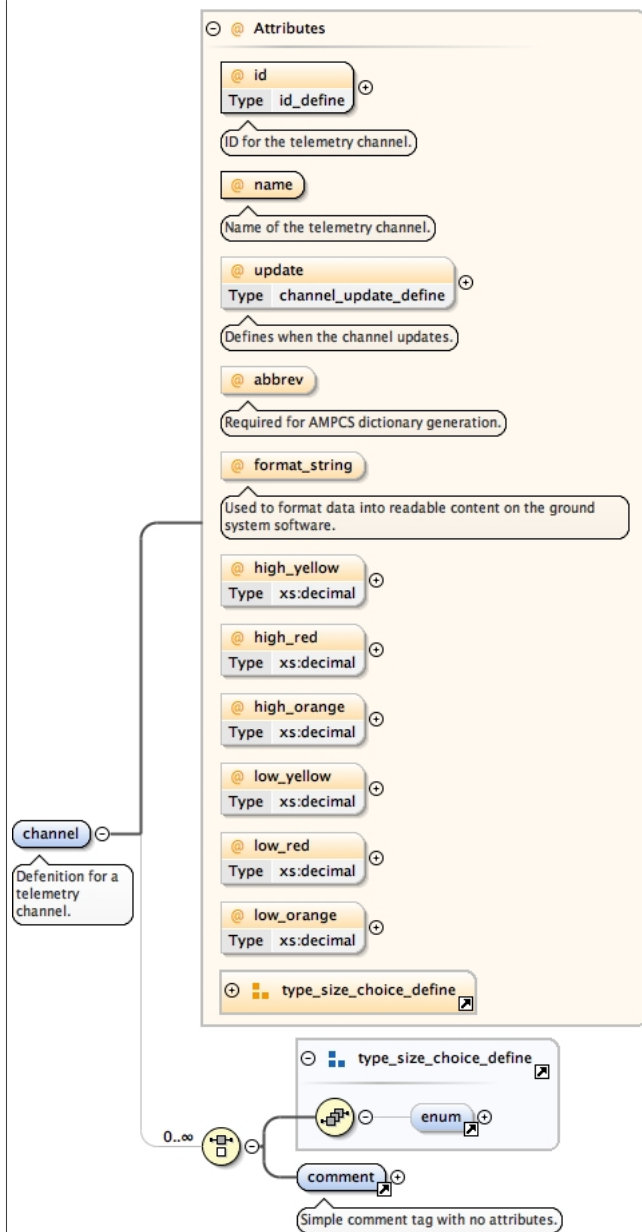 @ Attributes
@ id
Type id_define
ID for the telemetry channel.
@ name
Name of the telemetry channel.
@ update
Type channel_update_define
Defines when the channel updates.
@ abbrev
Required for AMPCS dictionary generation.
@ format_string
Used to format data into readable content on the ground
system software.
@ high_yellow
Type xs:decimal
@ high_red
Type xs:decimal
@ high_orange
Type xs:decimal
@ low_yellow
Type xs:decimal
@ low_red
Type xs:decimal
@ low_orange
Type xs:decimal
type_size_choice_define
channel
Defenition for a
telemetry
channel.
type_size_choice_define
enum
0..∞
comment
Simple comment tag with no attributes.